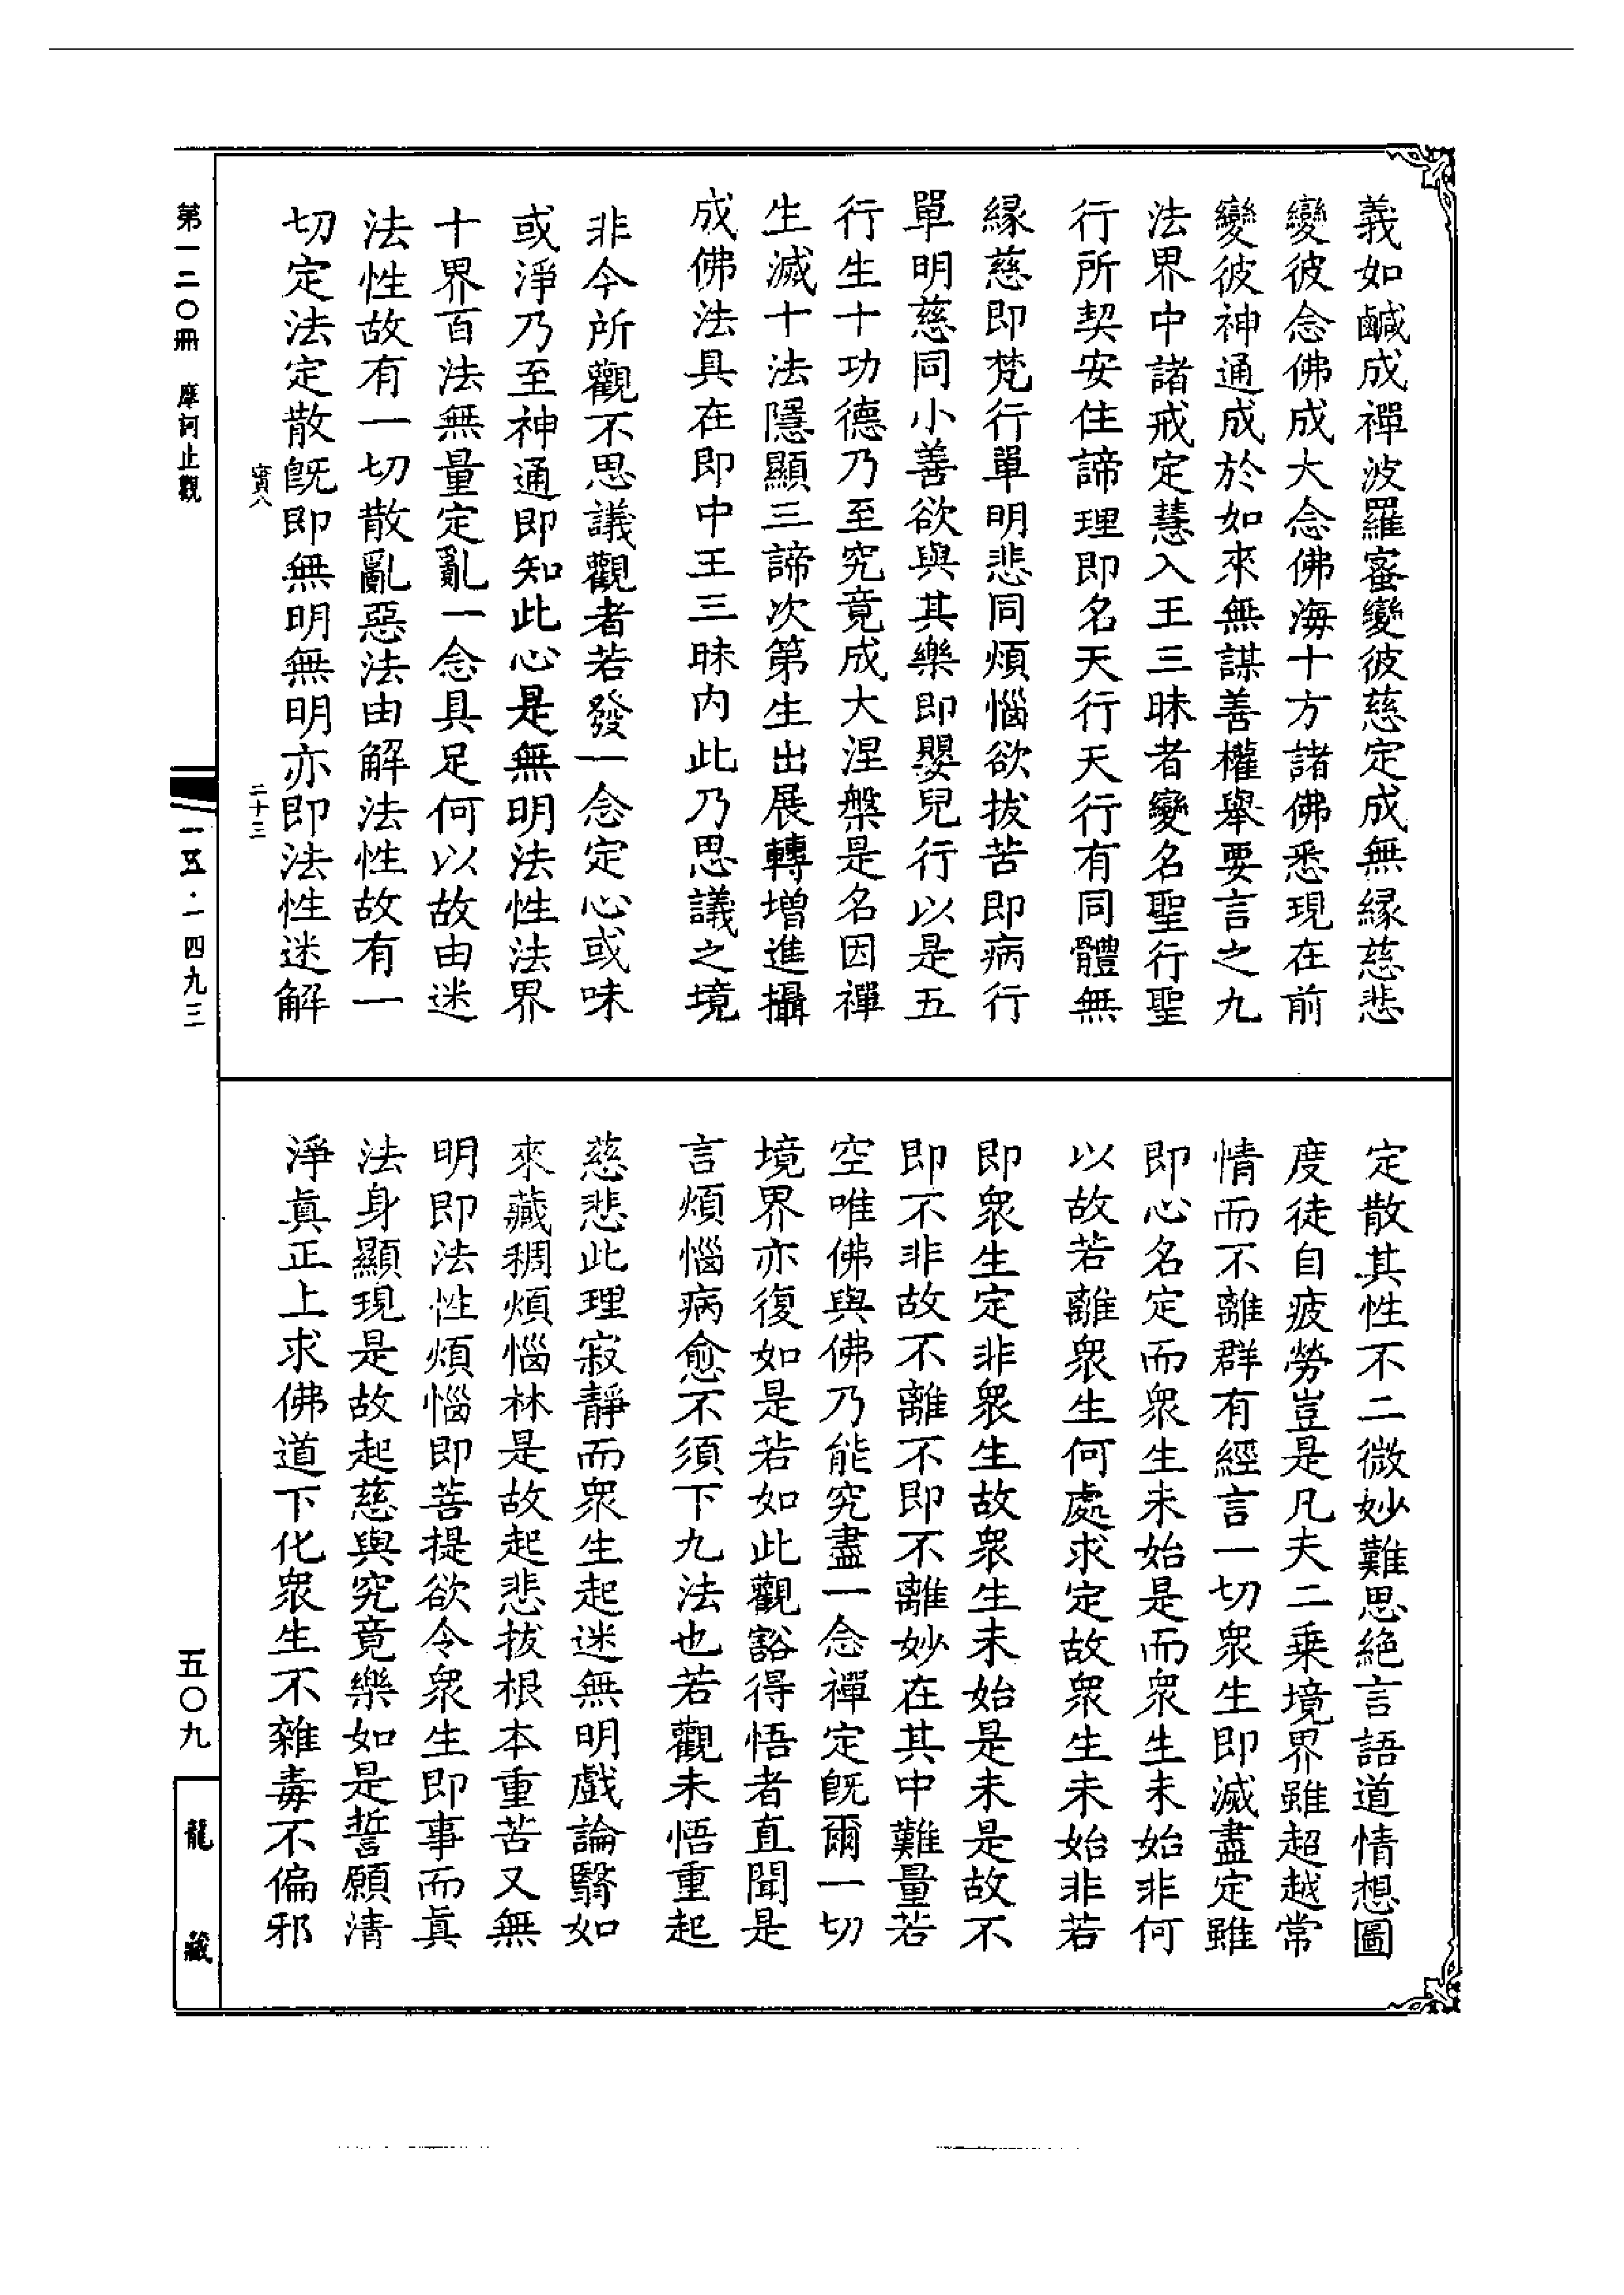 義如鹹成禪波羅蜜變彼慈定成無緣慈悲
變彼念佛成大念佛海十方諸佛悉現在前
變彼神通成於如來無謀善權舉要言之九
法界中諸戒定慧入王三昧者變名聖行聖
行所契安住諦理即名天行天行有同體無
緣慈即梵行單明悲同煩惱欲拔苦即病行
單明慈同小善欲與其樂即嬰兒行以是五
行生十功德乃至究竟成大涅槃是名因禪
生滅十法隱顯三諦次第生出展轉增進攝
成佛法具在即中王三昧內此乃思議之境
非今所觀不思議觀者若發一念定心或味
或淨乃至神通即知此心是無明法性法界
十界百法無量定亂一念具足何以故由迷
法性故有一切散亂惡法由解法性故有一
切定法定散旣即無明無明亦即法性迷解
寶八 二十三
定散其性不二微妙難思絕言語道情想圖
度徒自疲勞豈是凡夫二乘境界雖超越常
情而不離群有經言一切眾生即滅盡定雖
即心名定而眾生未始是而眾生未始非何
以故若離眾生何處求定故眾生未始非若
即眾生定非眾生故眾生未始是未是故不
即不非故不離不即不離妙在其中難量若
空唯佛與佛乃能究盡一念禪定旣爾一切
境界亦復如是若如此觀豁得悟者直聞是
言煩惱病愈不須下九法也若觀未悟重起
慈悲此理寂靜而眾生起迷無明戲論翳如
來藏稠煩惱林是故起悲拔根本重苦又無
明即法性煩惱即菩提欲令眾生即事而眞
法身顯現是故起慈與究竟樂如是誓願清
淨眞正上求佛道下化眾生不雜毒不偏邪
第一二〇冊 摩訶止觀
一五·一四九三
五〇九
龍藏